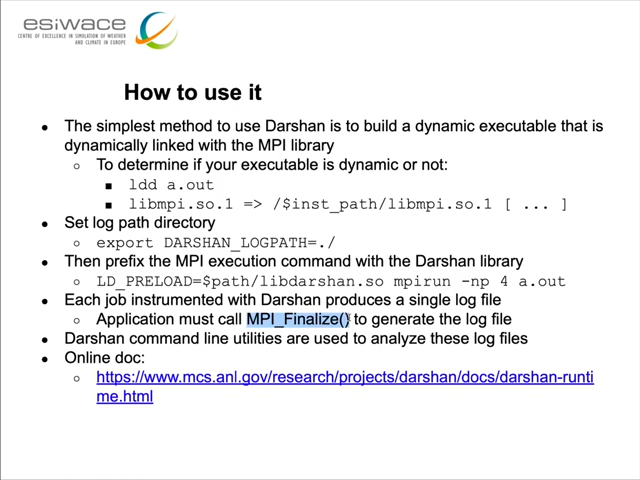 esiwace
CENTRE OF EXCELLENCE IN SIMULATION OF WEATHER
AND CLIMATE IN EUROPE
How to use it
● The simplest method to use Darshan is to build a dynamic executable that is
dynamically linked with the MPI library
○ To determine if your executable is dynamic or not:
■ ldd a.out
■ libmpi.so.1 => /$inst_path/libmpi.so.1 [ ... ]
● Set log path directory
○ export DARSHAN_LOGPATH=./
● Then prefix the MPI execution command with the Darshan library
○ LD_PRELOAD=$path/libdarshan.so mpirun -np 4 a.out
● Each job instrumented with Darshan produces a single log file
○ Application must call MPI_Finalize() to generate the log file
● Darshan command line utilities are used to analyze these log files
● Online doc:
○ https://www.mcs.anl.gov/research/projects/darshan/docs/darshan-runti
me.html